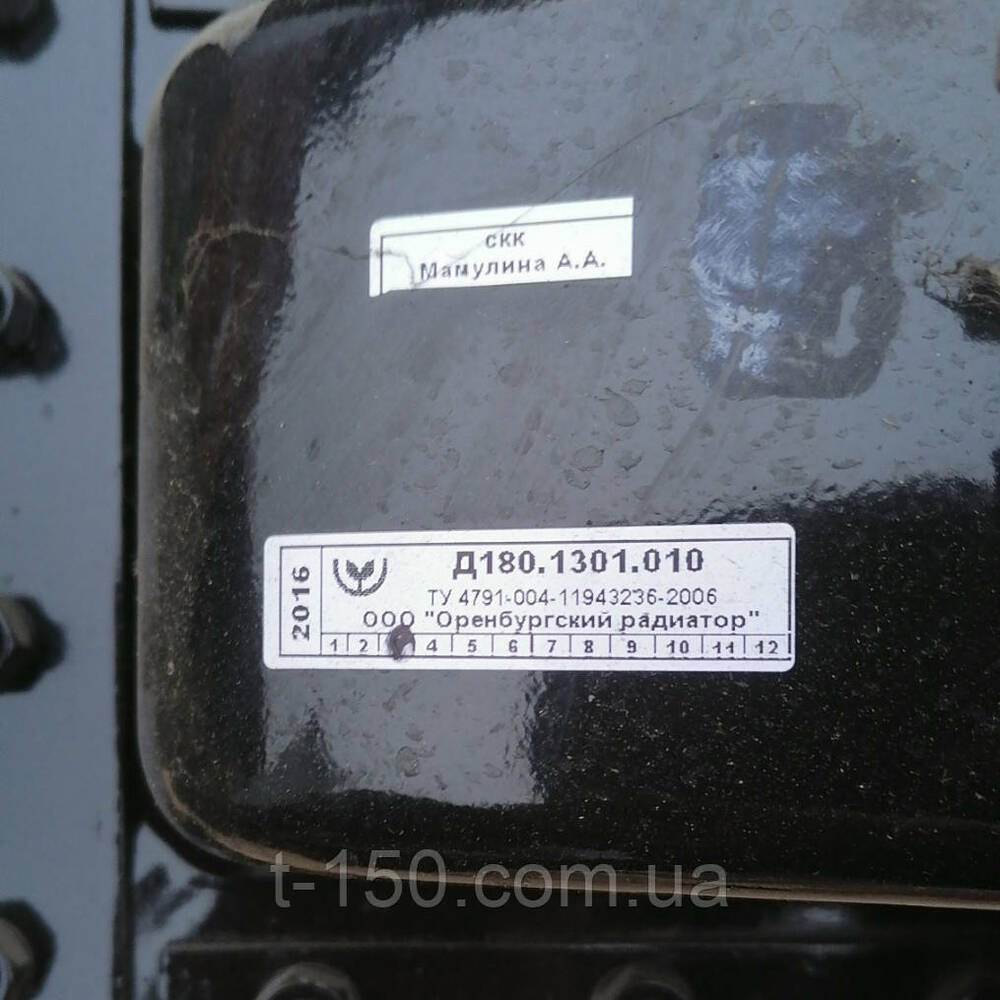 СКК
Мамулина А.А.
2016
Д180.1301.010
ТУ 4791-004-11943236-2006
ООО "Оренбургский радиатор"
1 2 4 5 6 7 8 9 10 11 12
t-150.com.ua